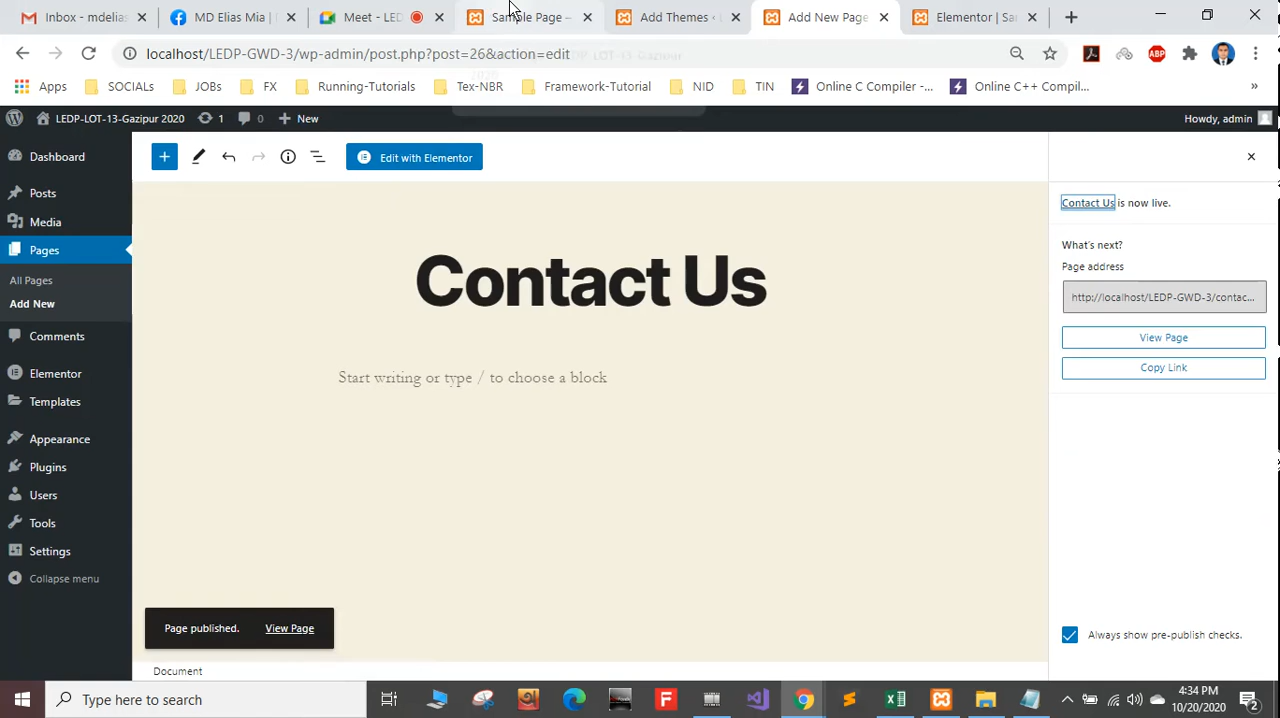 Inbox - mdelias
MD Elias Mia |
Meet - LED
Sample Page –
Add Themes ‹ L
Add New Page
Elementor | Sa
localhost/LEDP-GWD-3/wp-admin/post.php?post=26&action=edit
Apps
SOCIALs
JOBs
FX
Running-Tutorials
Tex-NBR
Framework-Tutorial
NID
TIN
Online C Compiler -...
Online C++ Compi...
»
LEDP-LOT-13-Gazipur 2020
1
0
New
Howdy, admin
Dashboard
Posts
Media
Pages
All Pages
Add New
Comments
Elementor
Templates
Appearance
Plugins
Users
Tools
Settings
Collapse menu
Edit with Elementor
Contact Us
Start writing or type / to choose a block
Page published. View Page
Document
Contact Us is now live.
What's next?
Page address
http://localhost/LEDP-GWD-3/contac...
View Page
Copy Link
Always show pre-publish checks.
Type here to search
4:34 PM
10/20/2020
2